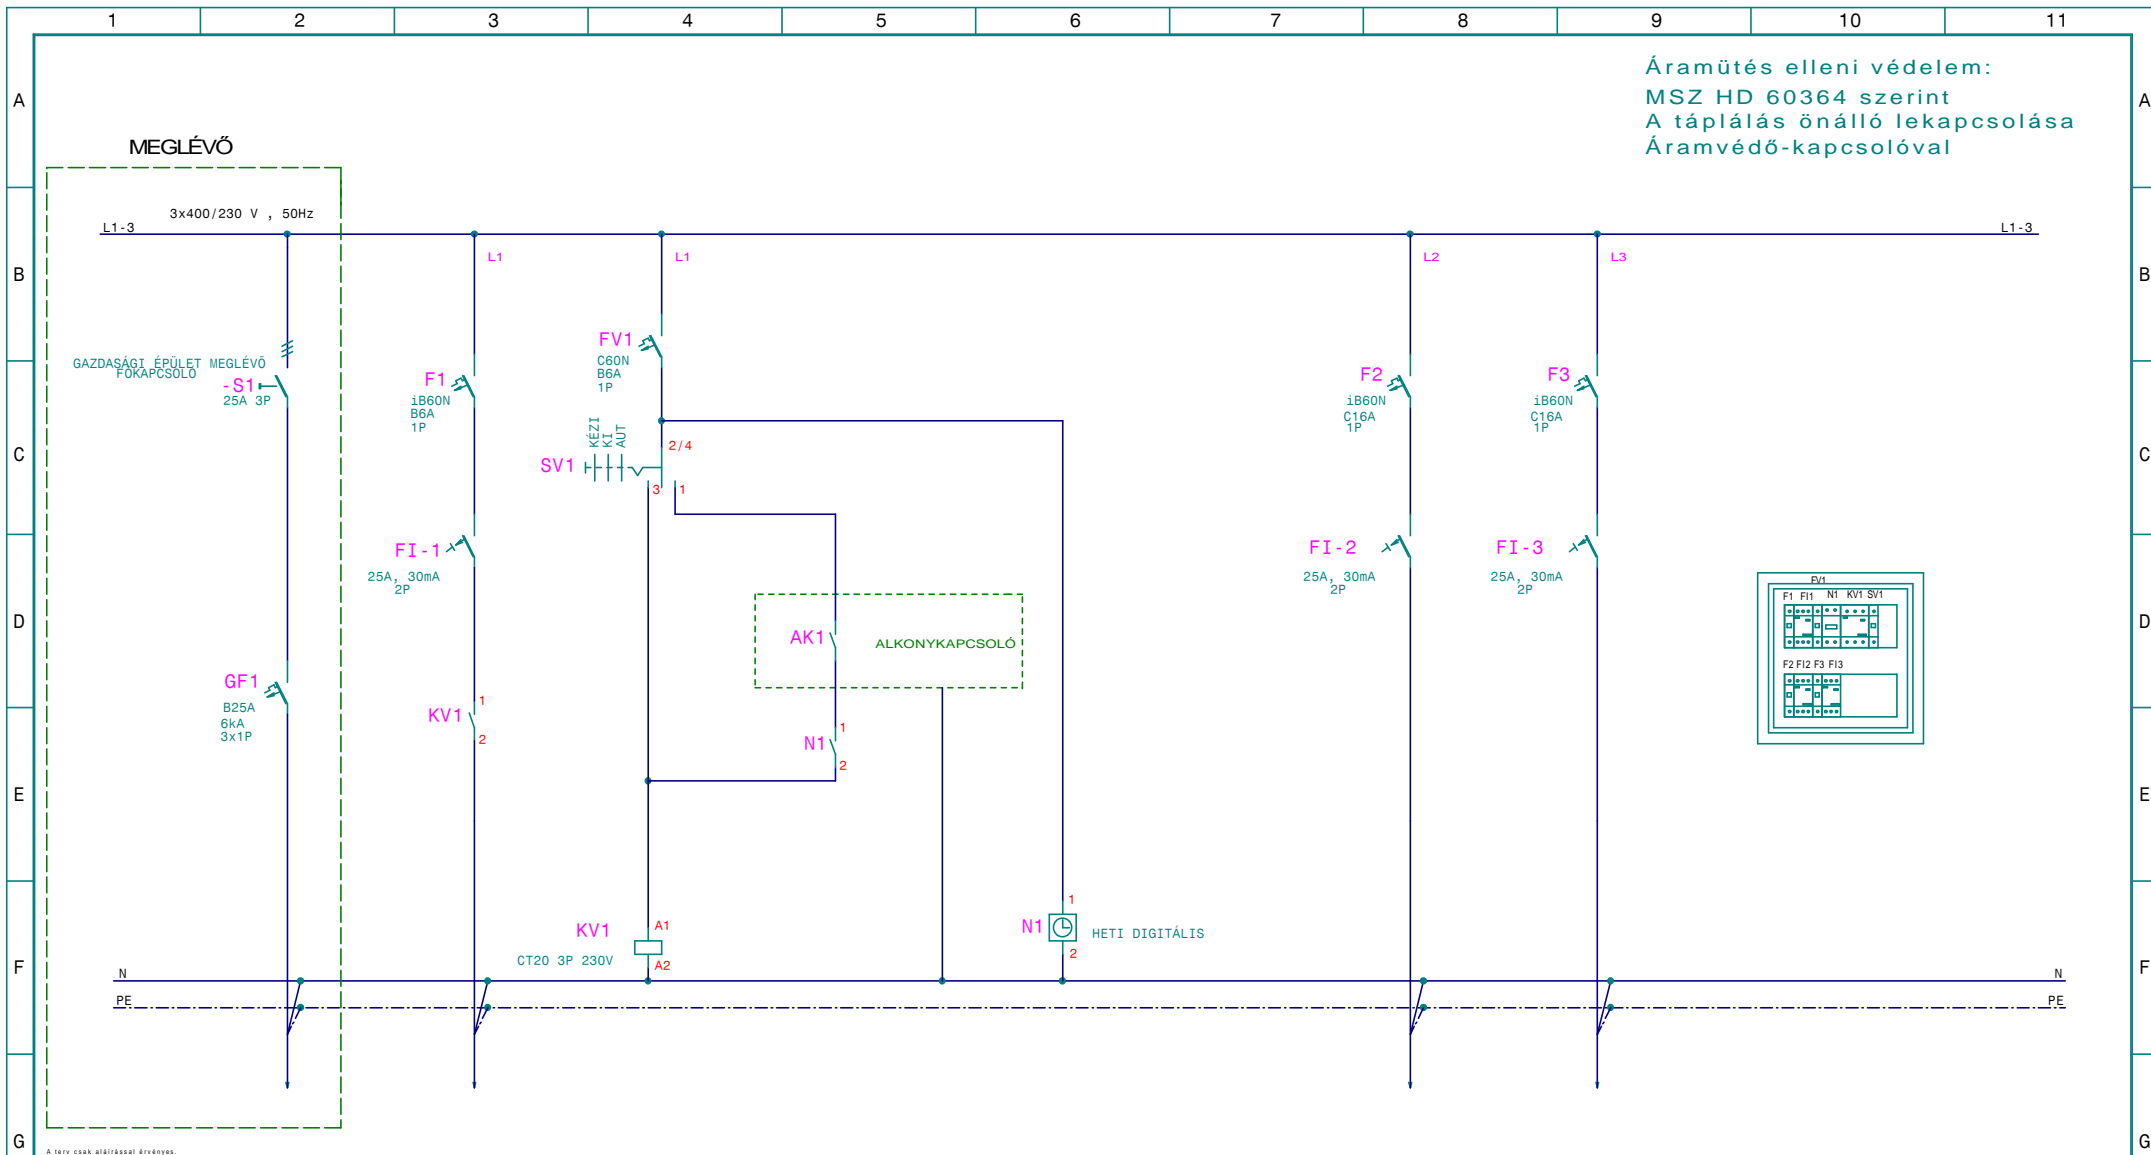 1 2 3 4 5 6 7 8 9 10 11
A A
Áramütés elleni védelem:
MSZ HD 60364 szerint
A táplálás önálló lekapcsolása
Áramvédő-kapcsolóval
MEGLÉVŐ
3x400/230 V , 50Hz
L1-3 L1-3
B B
L1 L1 L2 L3
GAZDASÁGI ÉPÜLET MEGLÉVŐ
FŐKAPCSOLÓ
-S1
25A 3P
F1
iB60N
B6A
1P
FV1
C60N
B6A
1P
F2
iB60N
C16A
1P
F3
iB60N
C16A
1P
C C
KÉZI
KI
AUT
SV1
2/4
3 1
FI-1
25A, 30mA
2P
FI-2
25A, 30mA
2P
FI-3
25A, 30mA
2P
D D
AK1
ALKONYKAPCSOLÓ
FV1
F1 FI1 N1 KV1 SV1
F2 FI2 F3 FI3
GF1
B25A
6kA
3x1P
KV1
1
2
N1
1
2
E E
KV1
A1
A2
CT20 3P 230V
N1
1
2
HETI DIGITÁLIS
F F
N N
PE PE
G G
A terv csak aláírással érvényes.